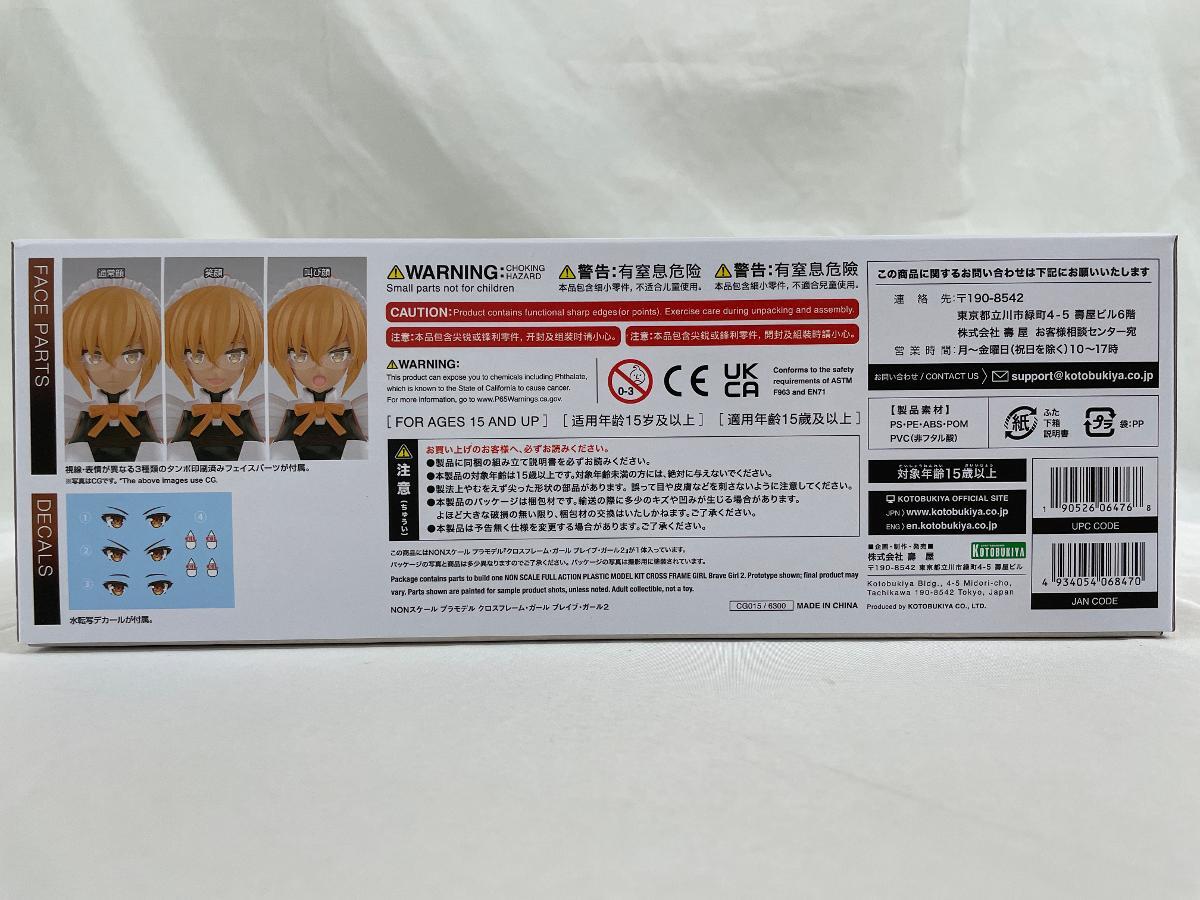 FACE PARTS
通常顔
笑顔
叫び顔
視線・表情が異なる3種類のタンポ印刷済みフェイスパーツが付属。
※写真はCGです。*The above images use CG.
DECALS
①
②
③
④
水転写デカールが付属。
⚠WARNING: CHOKING HAZARD
Small parts not for children
⚠警告:有窒息危险
本品包含细小零件，不适合儿童使用。
⚠警告:有窒息危險
本品包含細小零件，不適合兒童使用。
CAUTION: Product contains functional sharp edges(or points). Exercise care during unpacking and assembly.
注意:本品包含尖锐或锋利零件，开封及组装时请小心。
注意:本品包含尖銳或鋒利零件，開封及組裝時請小心。
⚠WARNING:
This product can expose you to chemicals including Phthalate,
which is known to the State of California to cause cancer.
For more information, go to www.P65Warnings.ca.gov.
0-3
CE
UK
CA
Conforms to the safety
requirements of ASTM
F963 and EN71
[ FOR AGES 15 AND UP ] [ 适用年龄15岁及以上 ] [ 適用年齡15歲及以上 ]
⚠注意(ちゅうい)
お買い上げのお客様へ、必ずお読みください。
●製品に同梱の組み立て説明書を必ずお読みください。
●本製品の対象年齢は15歳以上です。対象年齢未満の方には、絶対に与えないでください。
●製法上やむをえず尖った形状の部品があります。誤って目や皮膚などを刺さないように注意してください。
●本製品のパッケージは梱包材です。輸送の際に多少のキズや凹みが生じる場合があります。
よほど大きな破損の無い限り、梱包材の交換はいたしかねます。ご了承ください。
●本製品は予告無く仕様を変更する場合があります。ご了承ください。
この商品にはNONスケール プラモデル『クロスフレーム・ガール ブレイブ・ガール2』が1体入っています。
パッケージの写真と商品は多少異なりますのでご了承ください。パッケージの写真は撮影用に塗装されています。
Package contains parts to build one NON SCALE FULL ACTION PLASTIC MODEL KIT CROSS FRAME GIRL Brave Girl 2. Prototype shown; final product may
vary. Parts shown are painted for sample product shots, unless noted. Adult collectible, not a toy.
NONスケール プラモデル クロスフレーム・ガール ブレイブ・ガール2
CG015 / 6300
MADE IN CHINA
この商品に関するお問い合わせは下記にお願いいたします
連絡先:〒190-8542
東京都立川市緑町4-5 壽屋ビル6階
株式会社 壽屋 お客様相談センター宛
営業時間:月〜金曜日(祝日を除く)10〜17時
お問い合わせ / CONTACT US
support@kotobukiya.co.jp
[製品素材]
PS・PE・ABS・POM
PVC(非フタル酸)
紙
ふた
下箱
説明書
プラ
袋:PP
たいしょうねんれい さいいじょう
対象年齢15歳以上
KOTOBUKIYA OFFICIAL SITE
JPN 〉www.kotobukiya.co.jp
ENG 〉en.kotobukiya.co.jp
■企画・制作・発売■
株式会社 壽屋
KOTOBUKIYA
〒190-8542 東京都立川市緑町4-5 壽屋ビル
Kotobukiya Bldg., 4-5 Midori-cho,
Tachikawa 190-8542 Tokyo, Japan
Produced by KOTOBUKIYA CO., LTD.
1 90526 06476 8
UPC CODE
4 934054 068470
JAN CODE